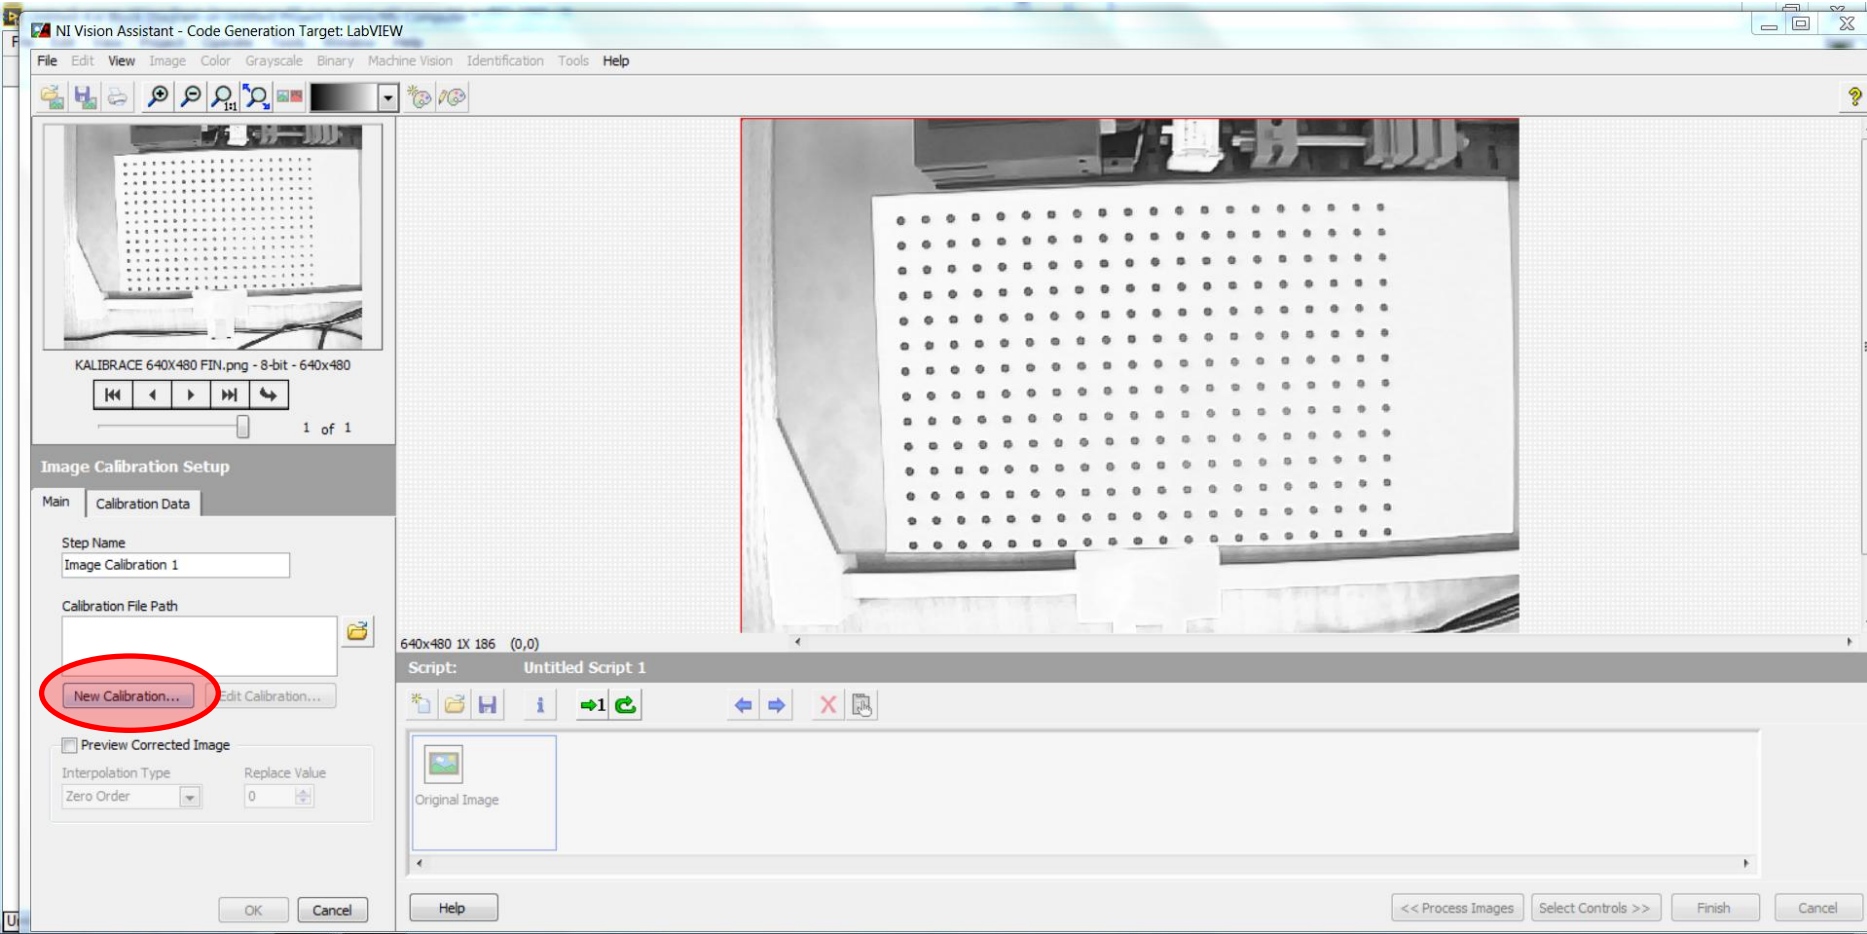 NI Vision Assistant - Code Generation Target: LabVIEW
File Edit View Image Color Grayscale Binary Machine Vision Identification Tools Help
1:1
KALIBRACE 640X480 FIN.png - 8-bit - 640x480
1 of 1
Image Calibration Setup
Main Calibration Data
Step Name
Image Calibration 1
Calibration File Path
New Calibration... Edit Calibration...
Preview Corrected Image
Interpolation Type Replace Value
Zero Order 0
OK Cancel
640x480 1X 186 (0,0)
Script: Untitled Script 1
1
Original Image
Help << Process Images Select Controls >> Finish Cancel